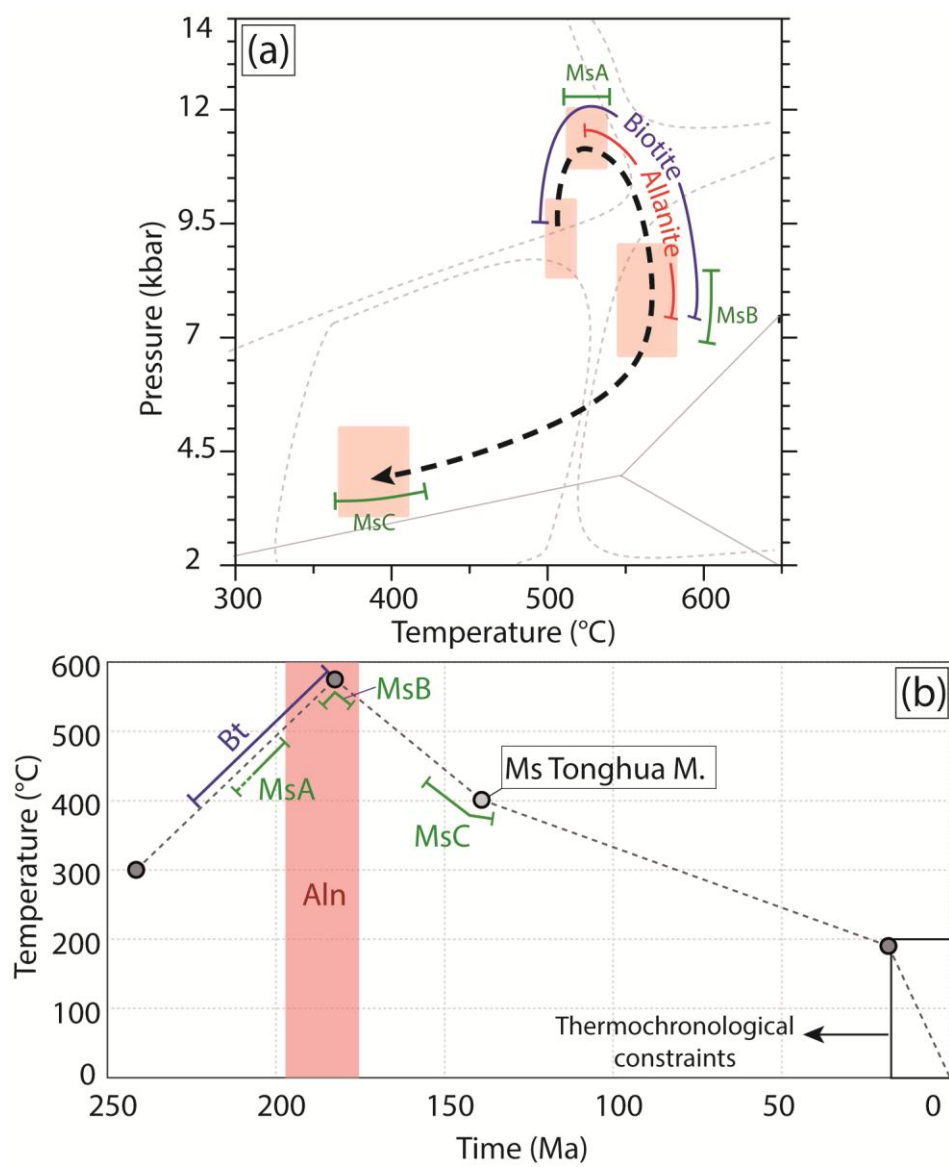 (a)
14
12
9.5
7
4.5
2
Pressure (kbar)
MsA
Biotite
Allanite
MsB
MsC
300
400
500
600
Temperature (°C)
(b)
600
500
400
300
200
100
0
Temperature (°C)
Bt
MsA
MsB
Aln
Ms Tonghua M.
MsC
Thermochronological
constraints
250
200
150
100
50
0
Time (Ma)